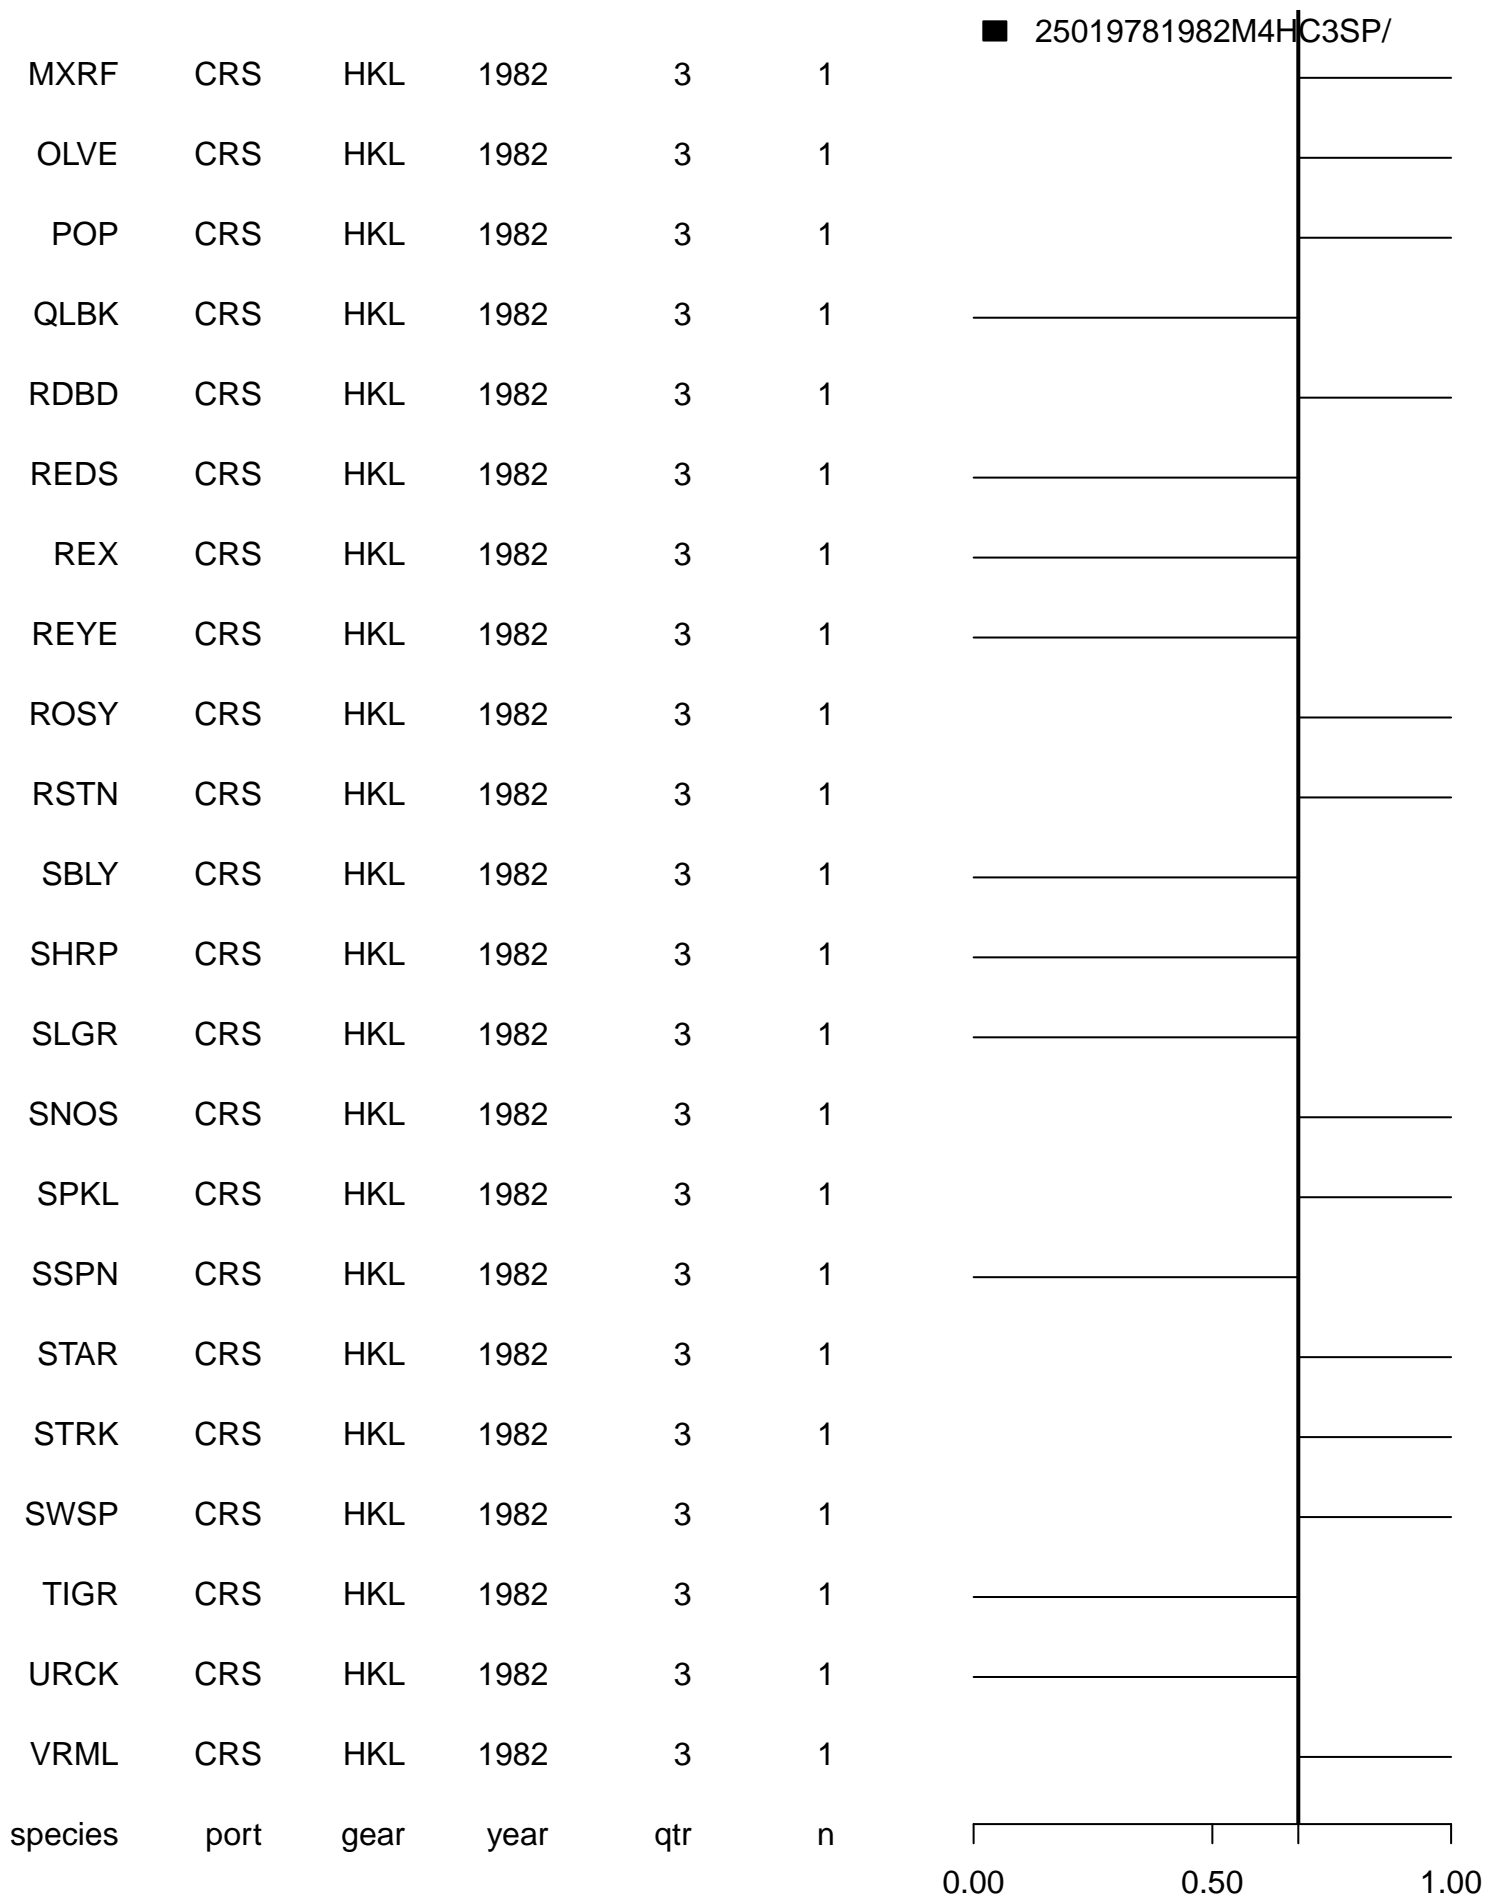 25019781982M4HC3SP/
MXRF CRS HKL 1982 3 1
OLVE CRS HKL 1982 3 1
POP CRS HKL 1982 3 1
QLBK CRS HKL 1982 3 1
RDBD CRS HKL 1982 3 1
REDS CRS HKL 1982 3 1
REX CRS HKL 1982 3 1
REYE CRS HKL 1982 3 1
ROSY CRS HKL 1982 3 1
RSTN CRS HKL 1982 3 1
SBLY CRS HKL 1982 3 1
SHRP CRS HKL 1982 3 1
SLGR CRS HKL 1982 3 1
SNOS CRS HKL 1982 3 1
SPKL CRS HKL 1982 3 1
SSPN CRS HKL 1982 3 1
STAR CRS HKL 1982 3 1
STRK CRS HKL 1982 3 1
SWSP CRS HKL 1982 3 1
TIGR CRS HKL 1982 3 1
URCK CRS HKL 1982 3 1
VRML CRS HKL 1982 3 1
species port gear year qtr n
0.00 0.50 1.00